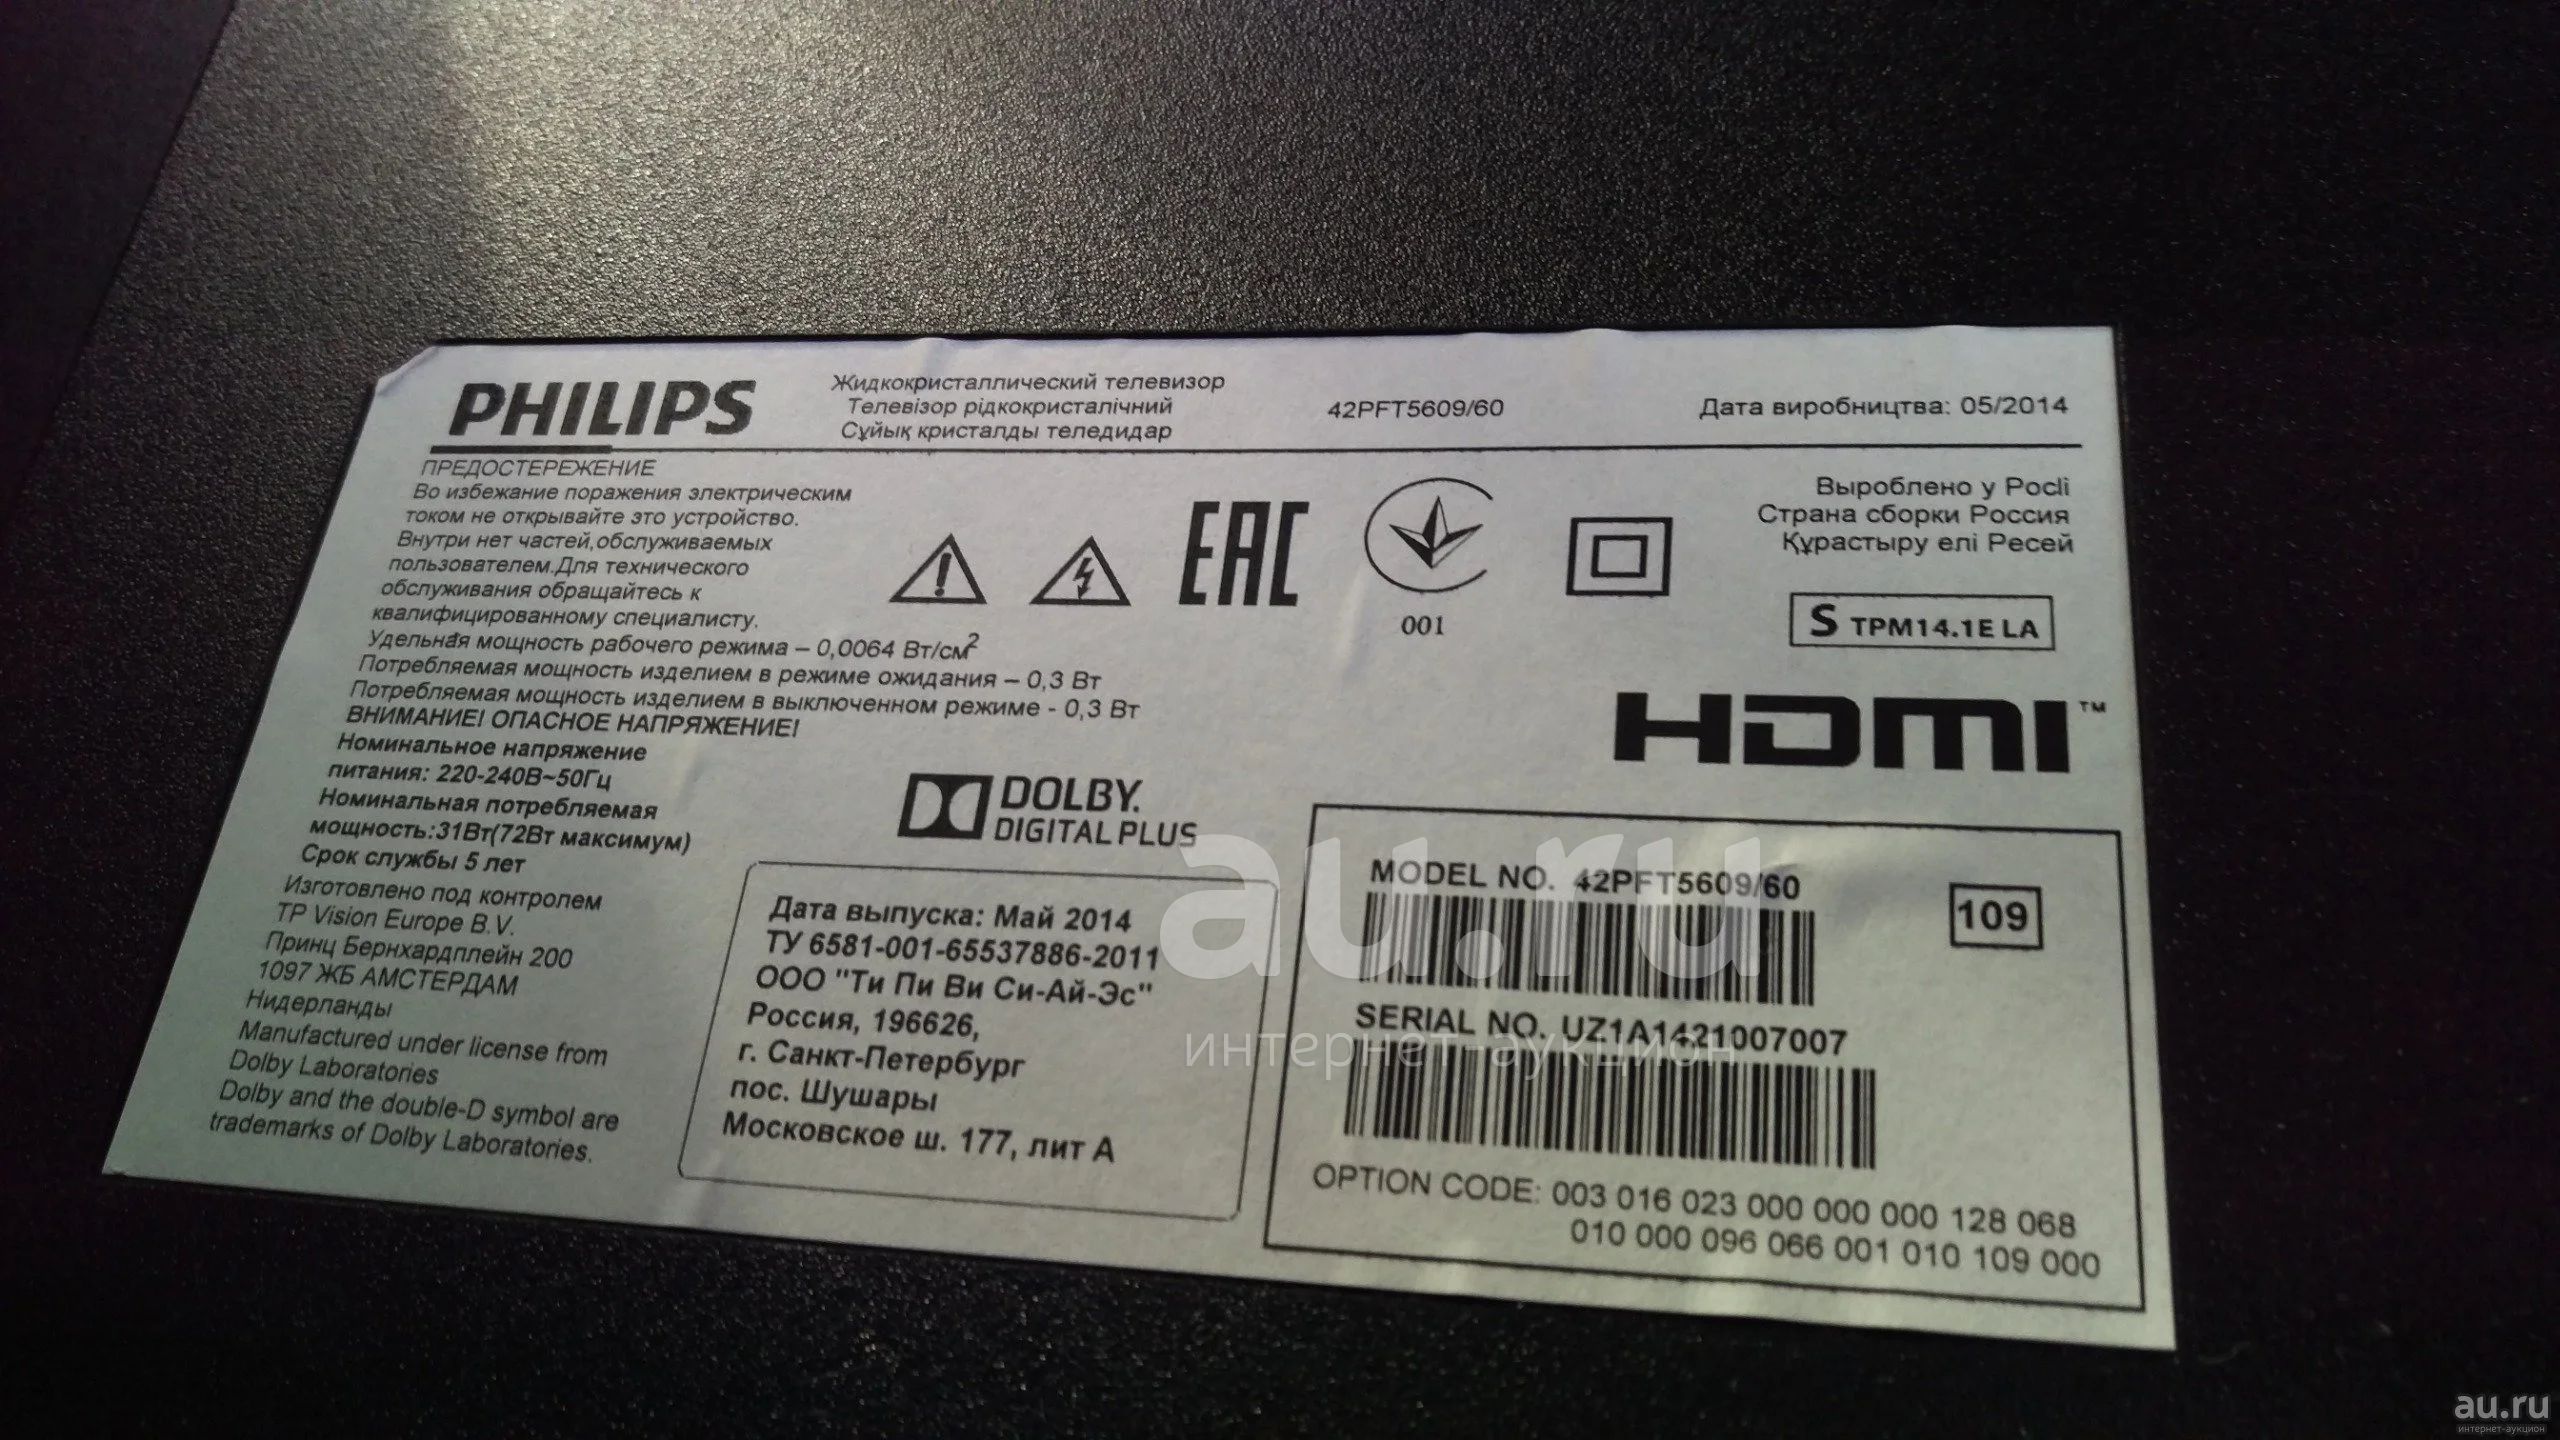 PHILIPS
Жидкокристаллический телевизор
Телевізор рідкокристалічний
Сұйық кристалды теледидар
42PFT5609/60
Дата виробництва: 05/2014
ПРЕДОСТЕРЕЖЕНИЕ
Во избежание поражения электрическим
током не открывайте это устройство.
Внутри нет частей,обслуживаемых
пользователем.Для технического
обслуживания обращайтесь к
квалифицированному специалисту.
Удельная мощность рабочего режима – 0,0064 Вт/см2
Потребляемая мощность изделием в режиме ожидания – 0,3 Вт
Потребляемая мощность изделием в выключенном режиме - 0,3 Вт
ВНИМАНИЕ! ОПАСНОЕ НАПРЯЖЕНИЕ!
Номинальное напряжение
питания: 220-240В~50Гц
Номинальная потребляемая
мощность:31Вт(72Вт максимум)
Срок службы 5 лет
Изготовлено под контролем
TP Vision Europe B.V.
Принц Бернхардплейн 200
1097 ЖБ АМСТЕРДАМ
Нидерланды
Manufactured under license from
Dolby Laboratories
Dolby and the double-D symbol are
trademarks of Dolby Laboratories.
EAC
001
Выроблено у Росіі
Страна сборки Россия
Құрастыру елі Ресей
S TPM14.1E LA
HDMI™
DOLBY.
DIGITAL PLUS
Дата выпуска: Май 2014
ТУ 6581-001-65537886-2011
ООО "Ти Пи Ви Си-Ай-Эс"
Россия, 196626,
г. Санкт-Петербург
пос. Шушары
Московское ш. 177, лит А
MODEL NO. 42PFT5609/60
109
SERIAL NO. UZ1A1421007007
OPTION CODE: 003 016 023 000 000 000 128 068
010 000 096 066 001 010 109 000
au.ru
интернет-аукцион
au.ru
интернет-аукцион